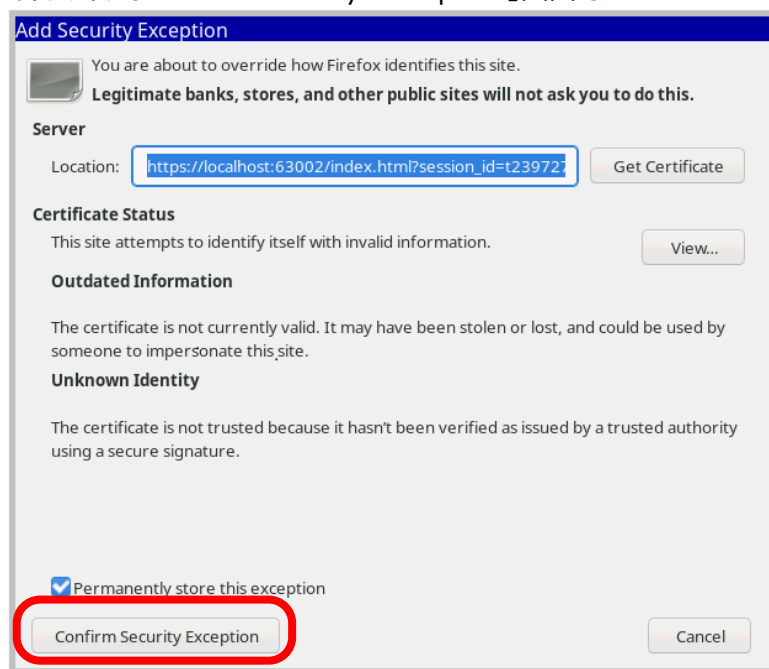 Add Security Exception
You are about to override how Firefox identifies this site.
Legitimate banks, stores, and other public sites will not ask you to do this.
Server
Location: https://localhost:63002/index.html?session_id=t239727 Get Certificate
Certificate Status
This site attempts to identify itself with invalid information. View...
Outdated Information
The certificate is not currently valid. It may have been stolen or lost, and could be used by
someone to impersonate this site.
Unknown Identity
The certificate is not trusted because it hasn't been verified as issued by a trusted authority
using a secure signature.
Permanently store this exception
Confirm Security Exception Cancel